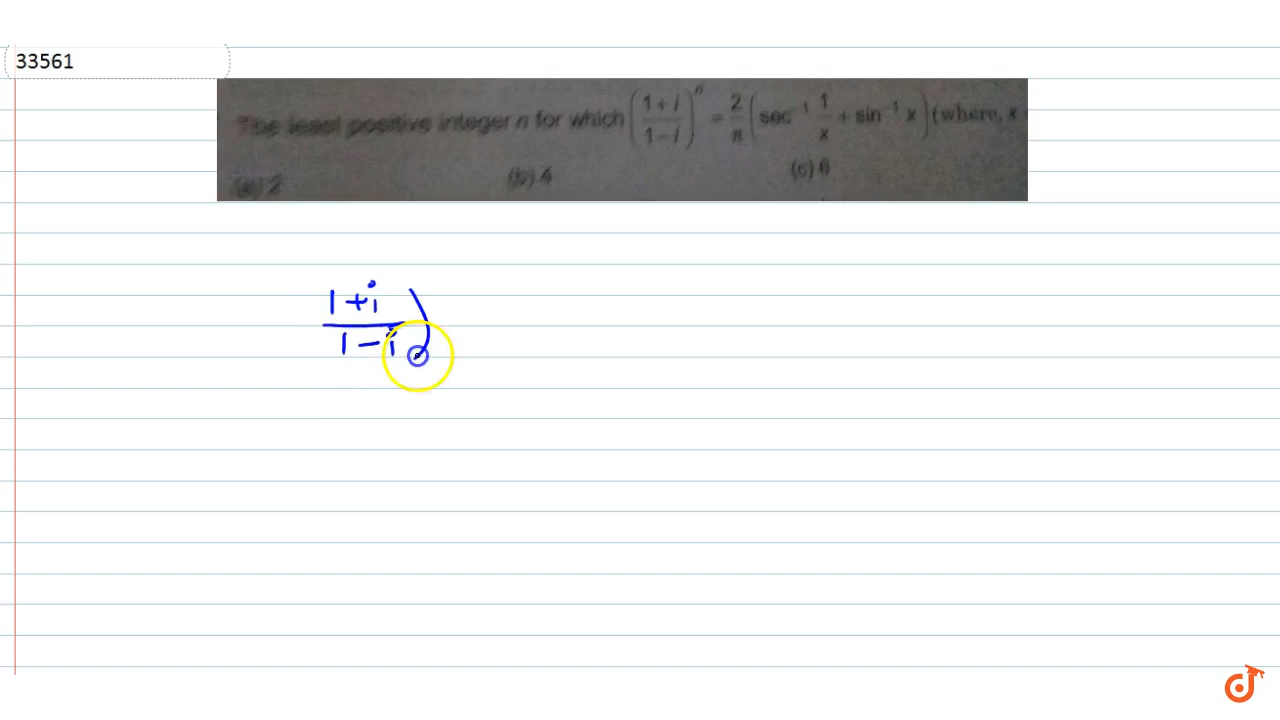 33561
The least positive integer n for which ((1+i)/(1-i))^n = 2/π (sec^-1 1/x + sin^-1 x) (where, x
(a) 2 (b) 4 (c) 6
1+i
1-i )